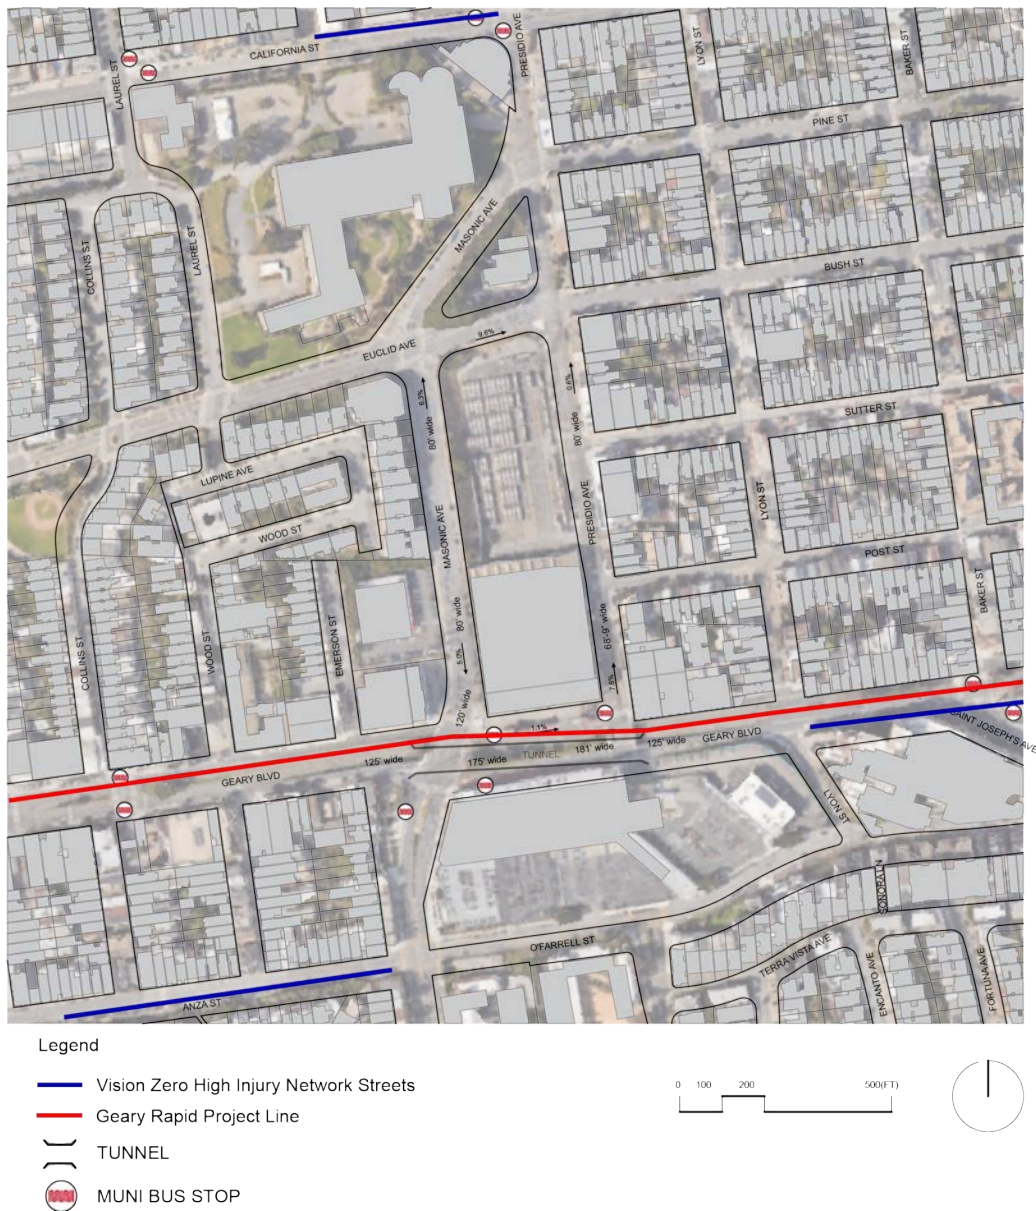 CALIFORNIA ST
PRESIDIO AVE
LAUREL ST
LYON ST
BAKER ST
PINE ST
MASONIC AVE
COLLINS ST
LAUREL ST
BUSH ST
EUCLID AVE
9.6%
6.3%
0.6%
80' wide
80' wide
SUTTER ST
LUPINE AVE
WOOD ST
MASONIC AVE
PRESIDIO AVE
LYON ST
POST ST
BAKER ST
COLLINS ST
WOOD ST
EMERSON ST
80' wide
5.0%
68'-9" wide
7.8%
120' wide
1.1%
SAINT JOSEPH'S AVE
GEARY BLVD
125' wide
175' wide
TUNNEL
181' wide
125' wide
GEARY BLVD
LYON ST
SONORA LN
O'FARRELL ST
TERRA VISTA AVE
ENCANTO AVE
FORTUNA AVE
ANZA ST
Legend
Vision Zero High Injury Network Streets
Geary Rapid Project Line
TUNNEL
MUNI BUS STOP
0 100 200 500(FT)